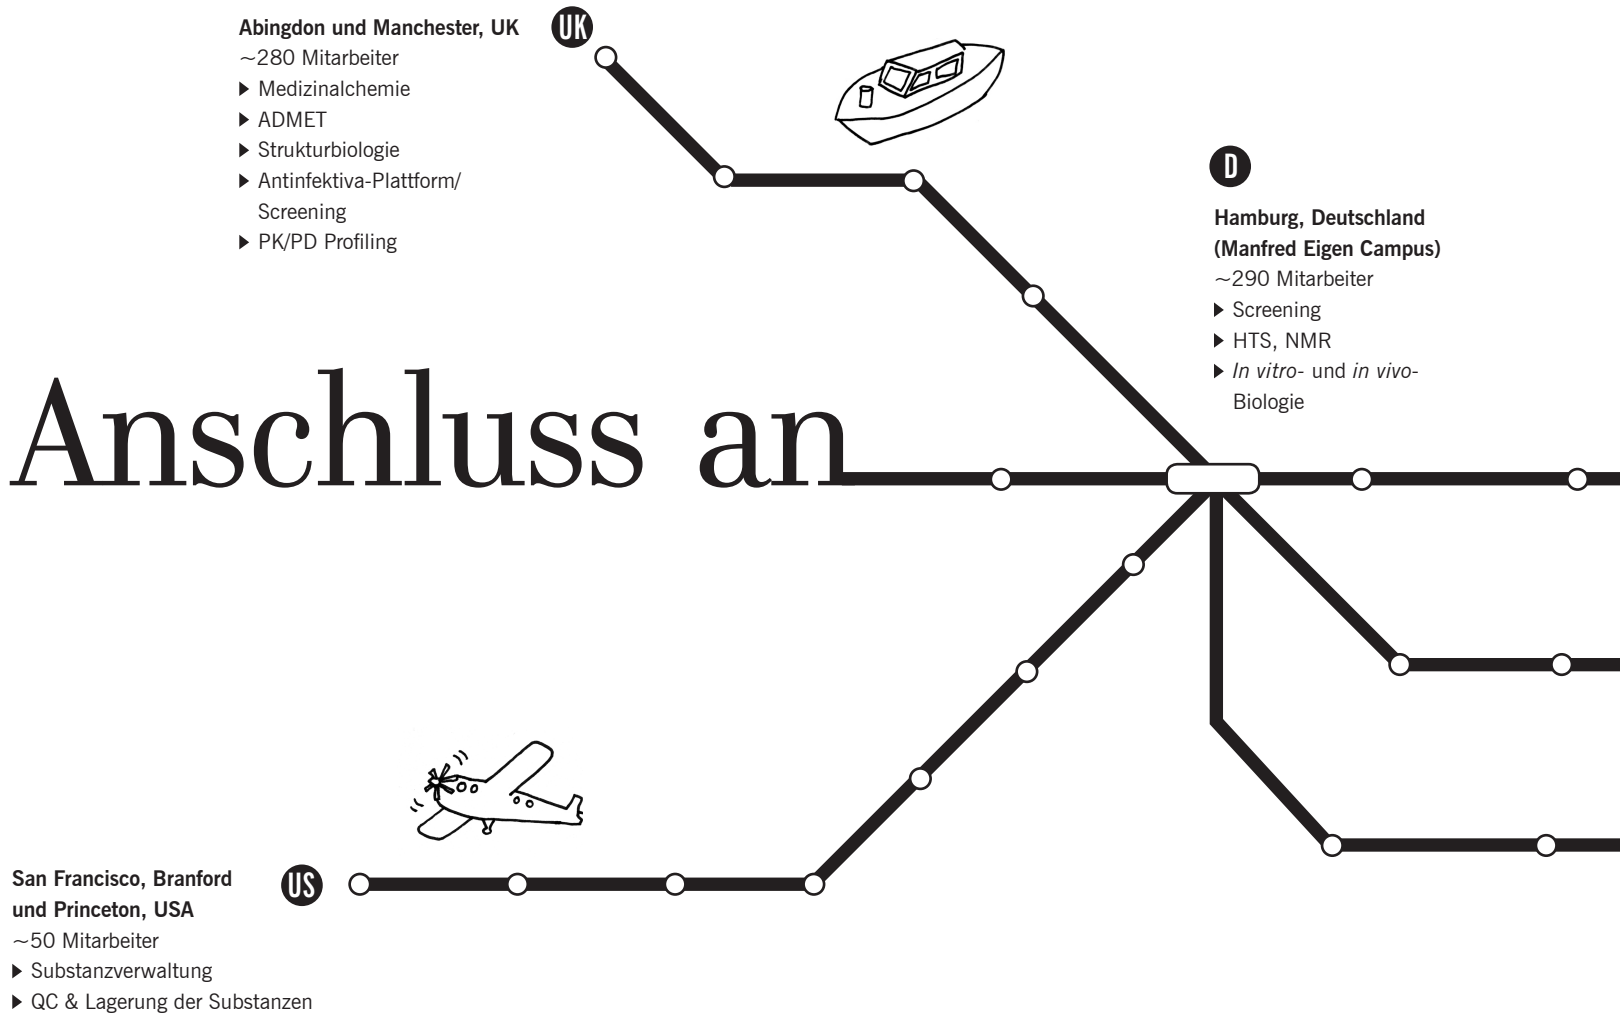 Abingdon und Manchester, UK
~280 Mitarbeiter
▶ Medizinalchemie
▶ ADMET
▶ Strukturbiologie
▶ Antinfektiva-Plattform/
Screening
▶ PK/PD Profiling
UK
D
Hamburg, Deutschland
(Manfred Eigen Campus)
~290 Mitarbeiter
▶ Screening
▶ HTS, NMR
▶ In vitro- und in vivo-
Biologie
Anschluss an
San Francisco, Branford
und Princeton, USA
~50 Mitarbeiter
▶ Substanzverwaltung
▶ QC & Lagerung der Substanzen
US